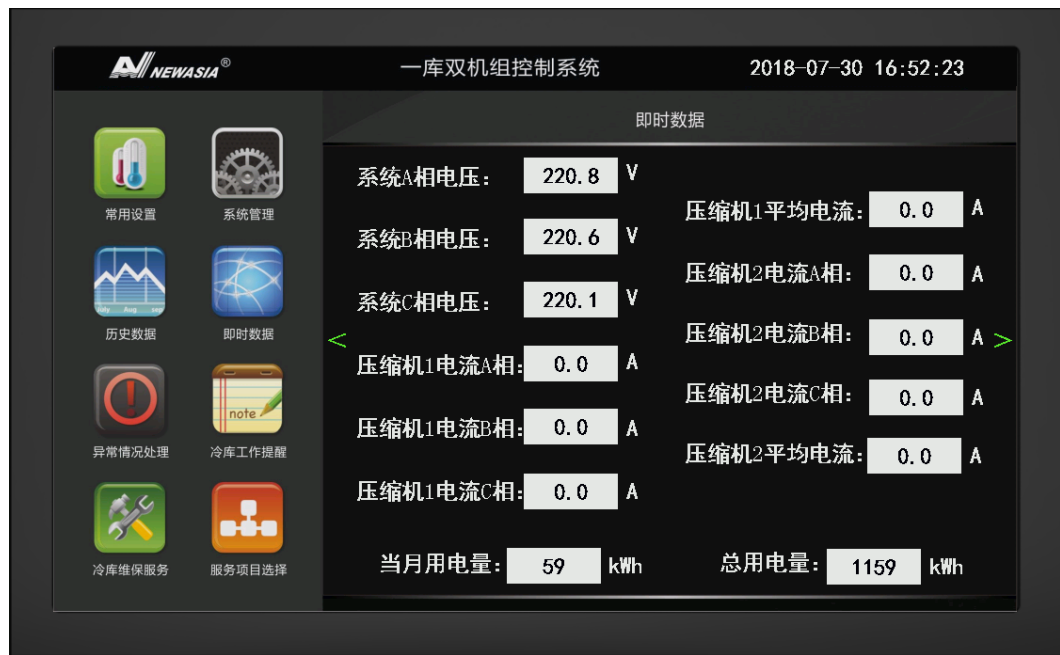 NEWASIA®
一库双机组控制系统
2018-07-30 16:52:23
即时数据
常用设置
系统管理
历史数据
即时数据
异常情况处理
note
冷库工作提醒
冷库维保服务
服务项目选择
系统A相电压: 220.8 V
系统B相电压: 220.6 V
系统C相电压: 220.1 V
压缩机1电流A相: 0.0 A
压缩机1电流B相: 0.0 A
压缩机1电流C相: 0.0 A
压缩机1平均电流: 0.0 A
压缩机2电流A相: 0.0 A
压缩机2电流B相: 0.0 A
压缩机2电流C相: 0.0 A
压缩机2平均电流: 0.0 A
<
>
当月用电量: 59 kWh
总用电量: 1159 kWh